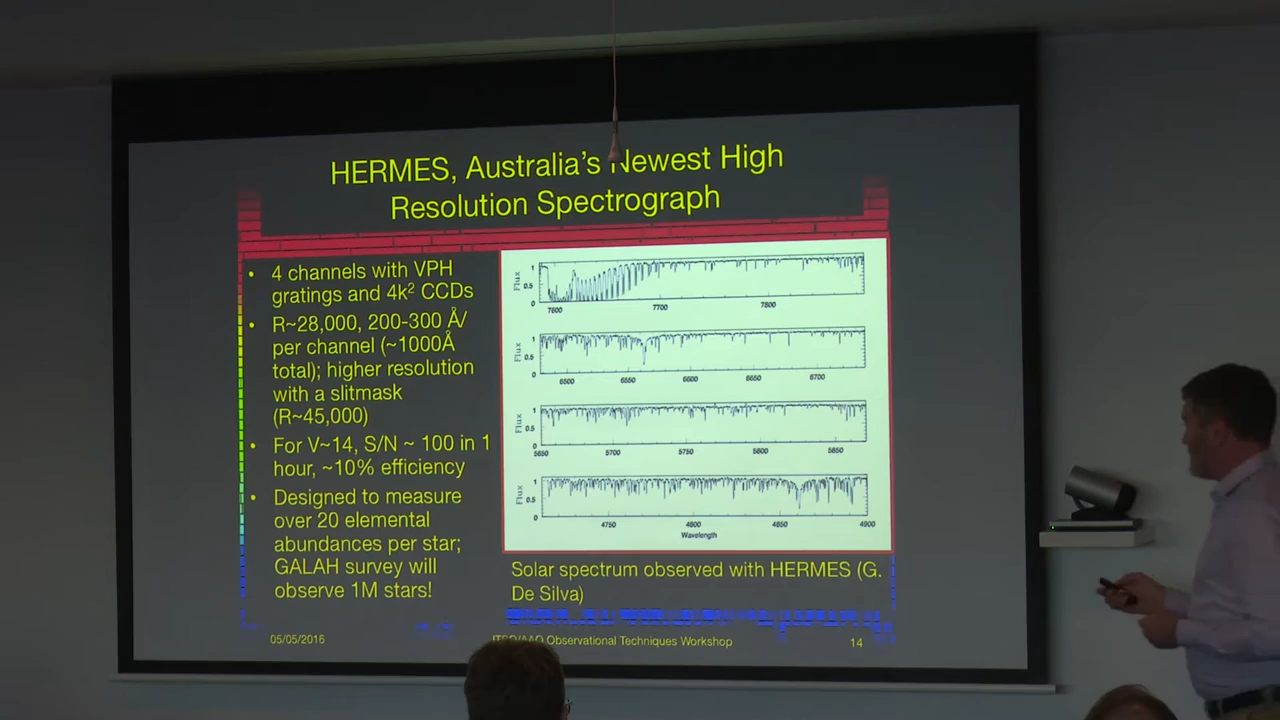 HERMES, Australia's Newest High
Resolution Spectrograph
• 4 channels with VPH
gratings and 4k² CCDs
• R~28,000, 200-300 Å/
per channel (~1000Å
total); higher resolution
with a slitmask
(R~45,000)
• For V~14, S/N ~ 100 in 1
hour, ~10% efficiency
• Designed to measure
over 20 elemental
abundances per star;
GALAH survey will
observe 1M stars!
Flux
1
0.5
0
7600 7700 7800
Flux
1
0.5
0
6500 6550 6600 6650 6700
Flux
1
0.5
0
5650 5700 5750 5800 5850
Flux
1
0.5
0
4750 4800 4850 4900
Wavelength
Solar spectrum observed with HERMES (G.
De Silva)
05/05/2016
Observational Techniques Workshop
14